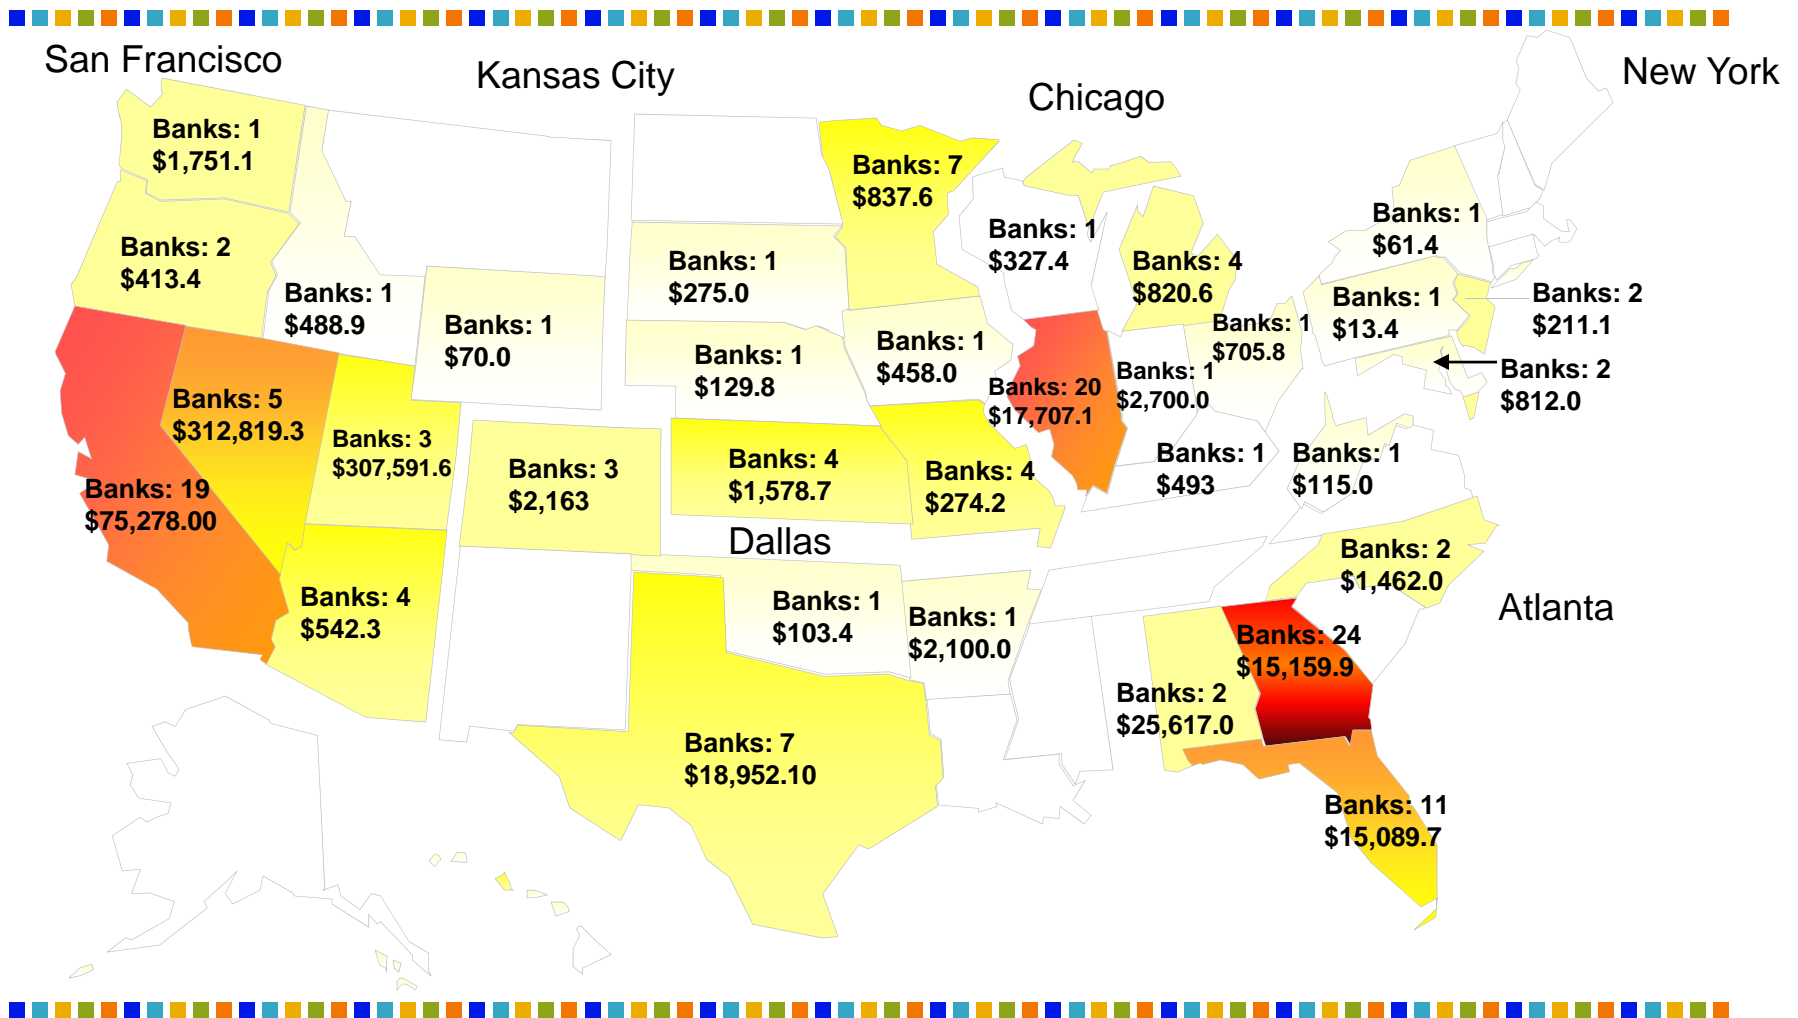 San Francisco
Kansas City
Chicago
New York
Banks: 1
$1,751.1
Banks: 7
$837.6
Banks: 1
$61.4
Banks: 1
$327.4
Banks: 2
$413.4
Banks: 1
$275.0
Banks: 4
$820.6
Banks: 1
$488.9
Banks: 1
$13.4
Banks: 2
$211.1
Banks: 1
$70.0
Banks: 1
$705.8
Banks: 1
$129.8
Banks: 1
$458.0
Banks: 20
$17,707.1
Banks: 1
$2,700.0
Banks: 2
$812.0
Banks: 5
$312,819.3
Banks: 3
$307,591.6
Banks: 3
$2,163
Banks: 4
$1,578.7
Banks: 4
$274.2
Banks: 1
$493
Banks: 1
$115.0
Banks: 19
$75,278.00
Dallas
Banks: 2
$1,462.0
Banks: 4
$542.3
Banks: 1
$103.4
Banks: 1
$2,100.0
Atlanta
Banks: 24
$15,159.9
Banks: 2
$25,617.0
Banks: 7
$18,952.10
Banks: 11
$15,089.7